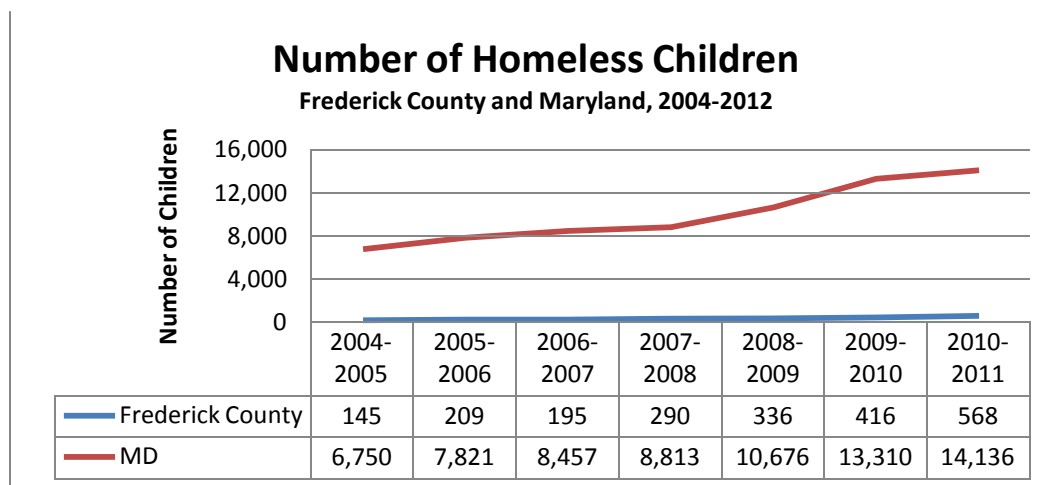 Number of Homeless Children
Frederick County and Maryland, 2004-2012
Number of Children
16,000
12,000
8,000
4,000
0
2004- 2005- 2006- 2007- 2008- 2009- 2010-
2005 2006 2007 2008 2009 2010 2011
Frederick County 145 209 195 290 336 416 568
MD 6,750 7,821 8,457 8,813 10,676 13,310 14,136